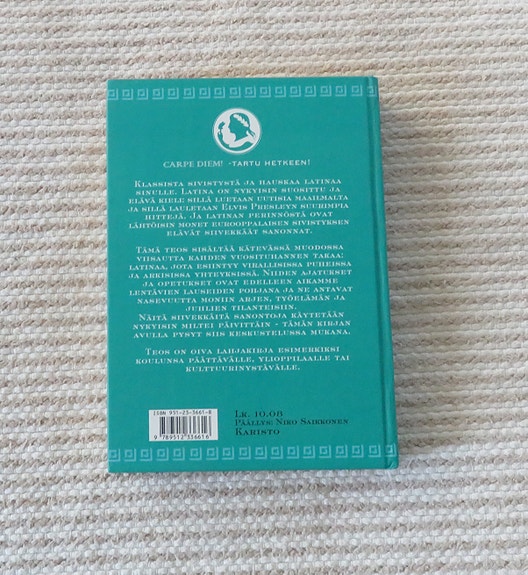 CARPE DIEM! -TARTU HETKEEN!
KLASSISTA SIVISTYSTÄ JA HAUSKAA LATINAA
SINULLE. LATINA ON NYKYISIN SUOSITTU JA
ELÄVÄ KIELI: SILLÄ LUETAAN UUTISIA MAAILMALTA
JA SILLÄ LAULETAAN ELVIS PRESLEYN SUURIMPIA
HITTEJÄ. JA LATINAN PERINNÖSTÄ OVAT
LÄHTÖISIN MONET EUROOPPALAISEN SIVISTYKSEN
ELÄVÄT SIIVEKKÄÄT SANONNAT.
TÄMÄ TEOS SISÄLTÄÄ KÄTEVÄSSÄ MUODOSSA
VIISAUTTA KAHDEN VUOSITUHANNEN TAKAA:
LATINAA, JOTA ESIINTYY VIRALLISISSA PUHEISSA
JA ARKISISSA YHTEYKSISSÄ. NIIDEN AJATUKSET
JA OPETUKSET OVAT EDELLEEN AIKAMME
LENTÄVIEN LAUSEIDEN POHJANA JA NE ANTAVAT
NASEVUUTTA MONIIN ARJEN, TYÖELÄMÄN JA
JUHLIEN TILANTEISIIN.
NÄITÄ SIIVEKKÄITÄ SANONTOJA KÄYTETÄÄN
NYKYISIN MILTEI PÄIVITTÄIN - TÄMÄN KIRJAN
AVULLA PYSYT SIIS KESKUSTELUSSA MUKANA.
TEOS ON OIVA LAHJAKIRJA ESIMERKIKSI
KOULUNSA PÄÄTTÄVÄLLE, YLIOPPILAALLE TAI
KULTTUURINYSTÄVÄLLE.
ISBN 951-23-3661-8
9 789512 336616
LK. 10.08
PÄÄLLYS: NIKO SAIKKONEN
KARISTO